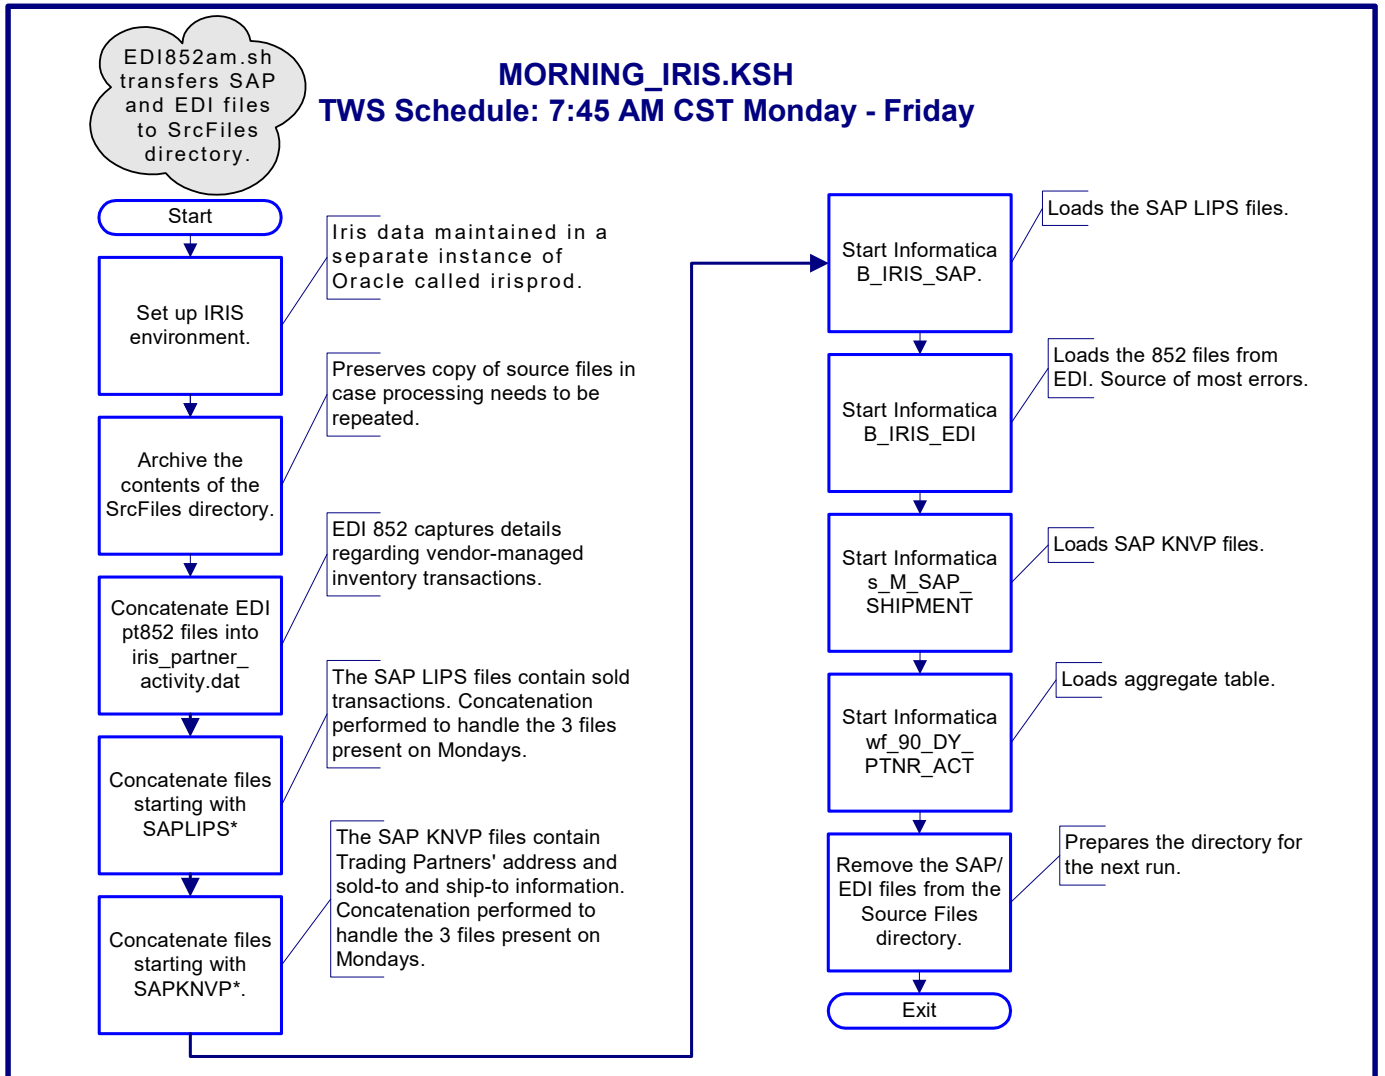 EDI852am.sh
transfers SAP
and EDI files
to SrcFiles
directory.
MORNING_IRIS.KSH
TWS Schedule: 7:45 AM CST Monday - Friday
Start
Set up IRIS
environment.
Iris data maintained in a
separate instance of
Oracle called irisprod.
Archive the
contents of the
SrcFiles directory.
Preserves copy of source files in
case processing needs to be
repeated.
Concatenate EDI
pt852 files into
iris_partner_
activity.dat
EDI 852 captures details
regarding vendor-managed
inventory transactions.
Concatenate files
starting with
SAPLIPS*
The SAP LIPS files contain sold
transactions. Concatenation
performed to handle the 3 files
present on Mondays.
Concatenate files
starting with
SAPKNVP*.
The SAP KNVP files contain
Trading Partners' address and
sold-to and ship-to information.
Concatenation performed to
handle the 3 files present on
Mondays.
Start Informatica
B_IRIS_SAP.
Loads the SAP LIPS files.
Start Informatica
B_IRIS_EDI
Loads the 852 files from
EDI. Source of most errors.
Start Informatica
s_M_SAP_
SHIPMENT
Loads SAP KNVP files.
Start Informatica
wf_90_DY_
PTNR_ACT
Loads aggregate table.
Remove the SAP/
EDI files from the
Source Files
directory.
Prepares the directory for
the next run.
Exit